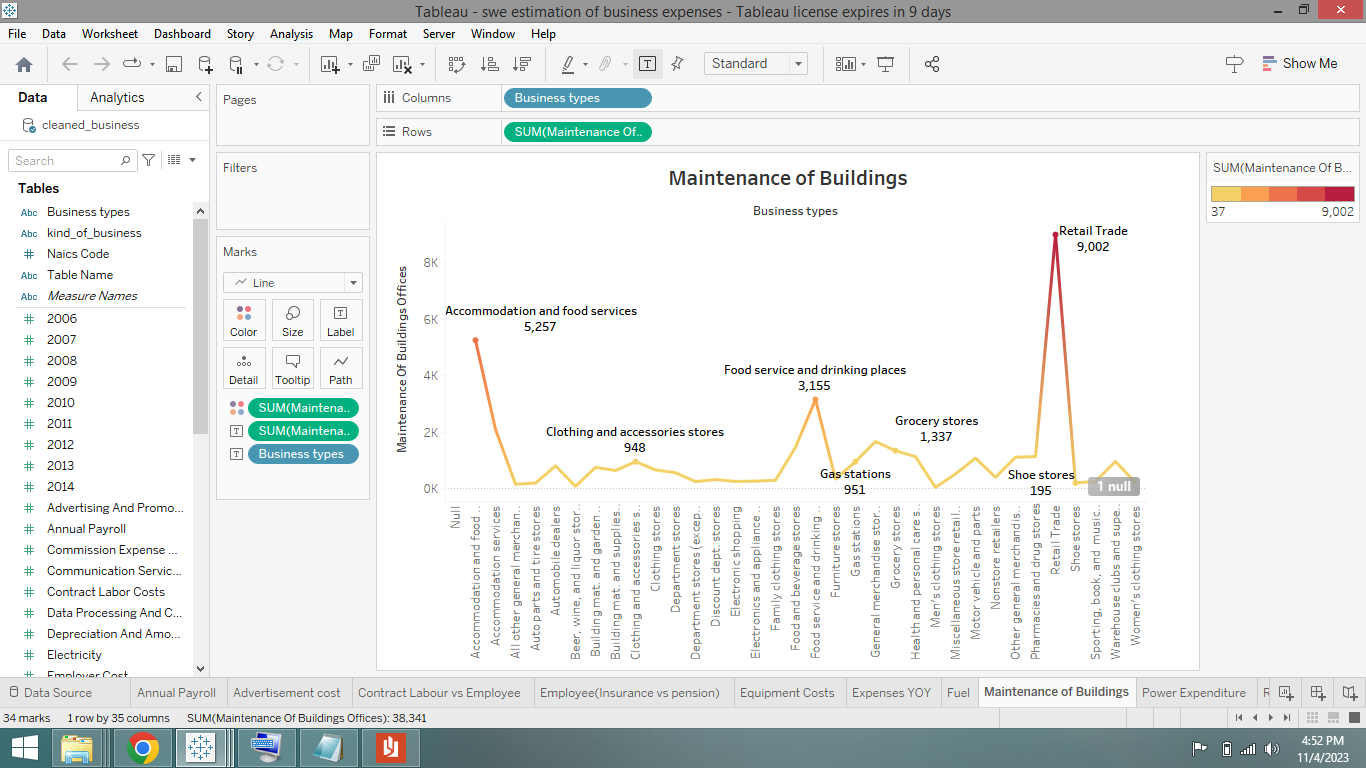 Tableau - swe estimation of business expenses - Tableau license expires in 9 days
File Data Worksheet Dashboard Story Analysis Map Format Server Window Help
Standard
Show Me
Data Analytics
cleaned_business
Search
Tables
Abc Business types
Abc kind_of_business
# Naics Code
Abc Table Name
Abc Measure Names
# 2006
# 2007
# 2008
# 2009
# 2010
# 2011
# 2012
# 2013
# 2014
# Advertising And Promo...
# Annual Payroll
# Commission Expense ...
# Communication Servic...
# Contract Labor Costs
# Data Processing And C...
# Depreciation And Amo...
# Electricity
# Employer Cost
Pages
Filters
Marks
Line
Color Size Label
Detail Tooltip Path
SUM(Maintena..
SUM(Maintena..
Business types
Columns Business types
Rows SUM(Maintenance Of..
Maintenance of Buildings
Business types
Maintenance Of Buildings Offices
8K
6K
4K
2K
0K
Accommodation and food services
5,257
Clothing and accessories stores
948
Food service and drinking places
3,155
Gas stations
951
Grocery stores
1,337
Shoe stores
195
Retail Trade
9,002
1 null
Null
Accommodation and food ..
Accommodation services
All other general merchan..
Auto parts and tire stores
Automobile dealers
Beer, wine, and liquor stor..
Building mat. and garden ..
Building mat. and supplies..
Clothing and accessories s..
Clothing stores
Department stores
Department stores (excep..
Discount dept. stores
Electronic shopping
Electronics and appliance ..
Family clothing stores
Food and beverage stores
Food service and drinking ..
Furniture stores
Gas stations
General merchandise stor..
Grocery stores
Health and personal care s..
Men's clothing stores
Miscellaneous store retail..
Motor vehicle and parts
Nonstore retailers
Other general merchandis..
Pharmacies and drug stores
Retail Trade
Shoe stores
Sporting, book, and music..
Warehouse clubs and supe..
Women's clothing stores
SUM(Maintenance Of B...
37 9,002
Data Source Annual Payroll Advertisement cost Contract Labour vs Employee Employee(Insurance vs pension) Equipment Costs Expenses YOY Fuel Maintenance of Buildings Power Expenditure
34 marks 1 row by 35 columns SUM(Maintenance Of Buildings Offices): 38,341
4:52 PM
11/4/2023